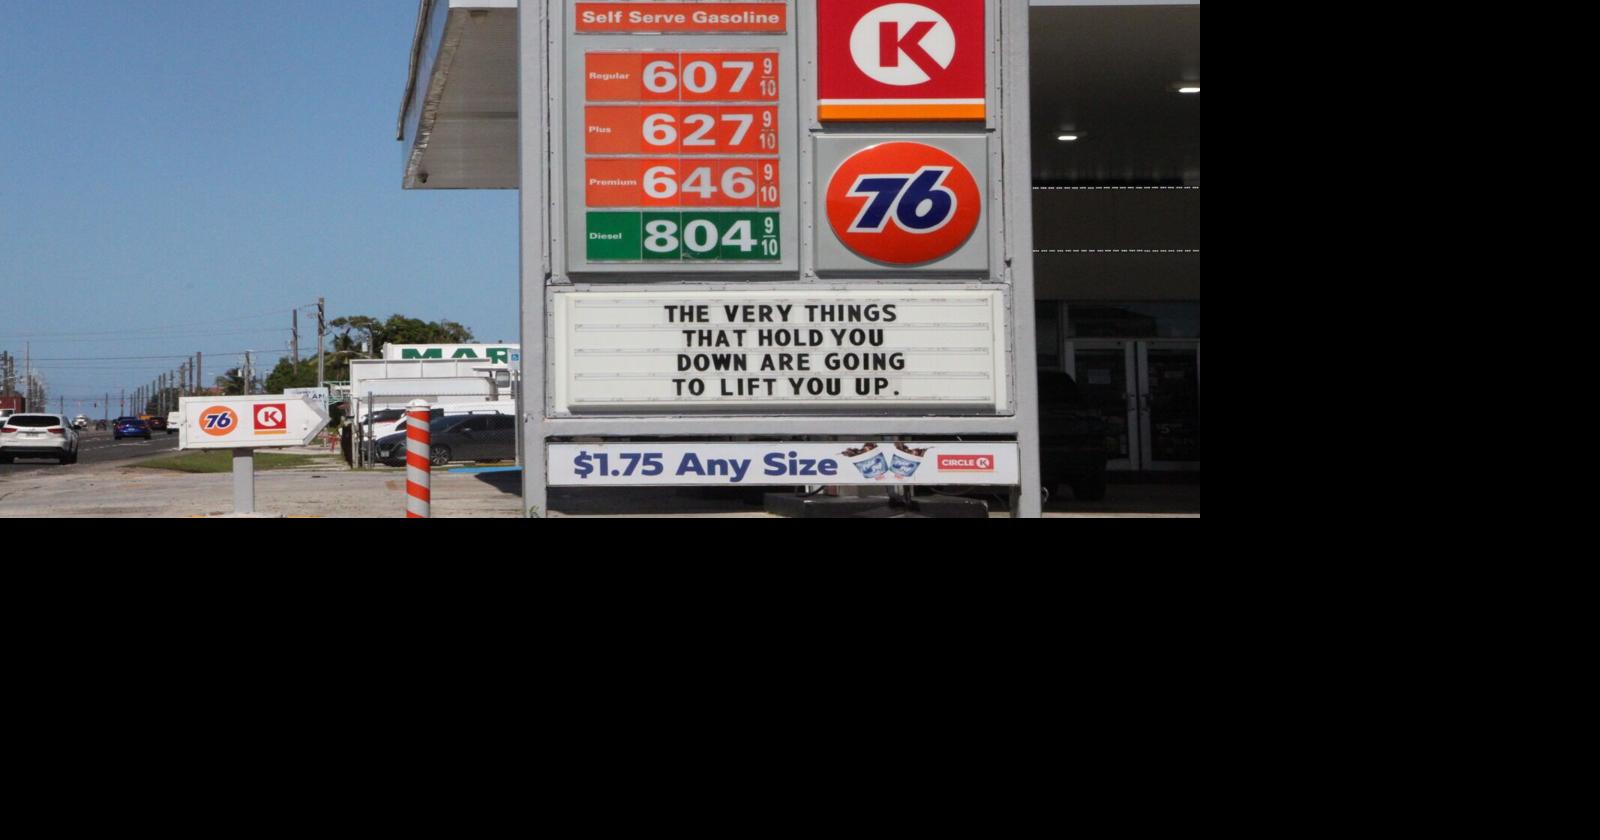 Self Serve Gasoline
Regular 607 9/10
Plus 627 9/10
Premium 646 9/10
Diesel 804 9/10
K
76
THE VERY THINGS
THAT HOLD YOU
DOWN ARE GOING
TO LIFT YOU UP.
$1.75 Any Size
CIRCLE K
76 K
MAR